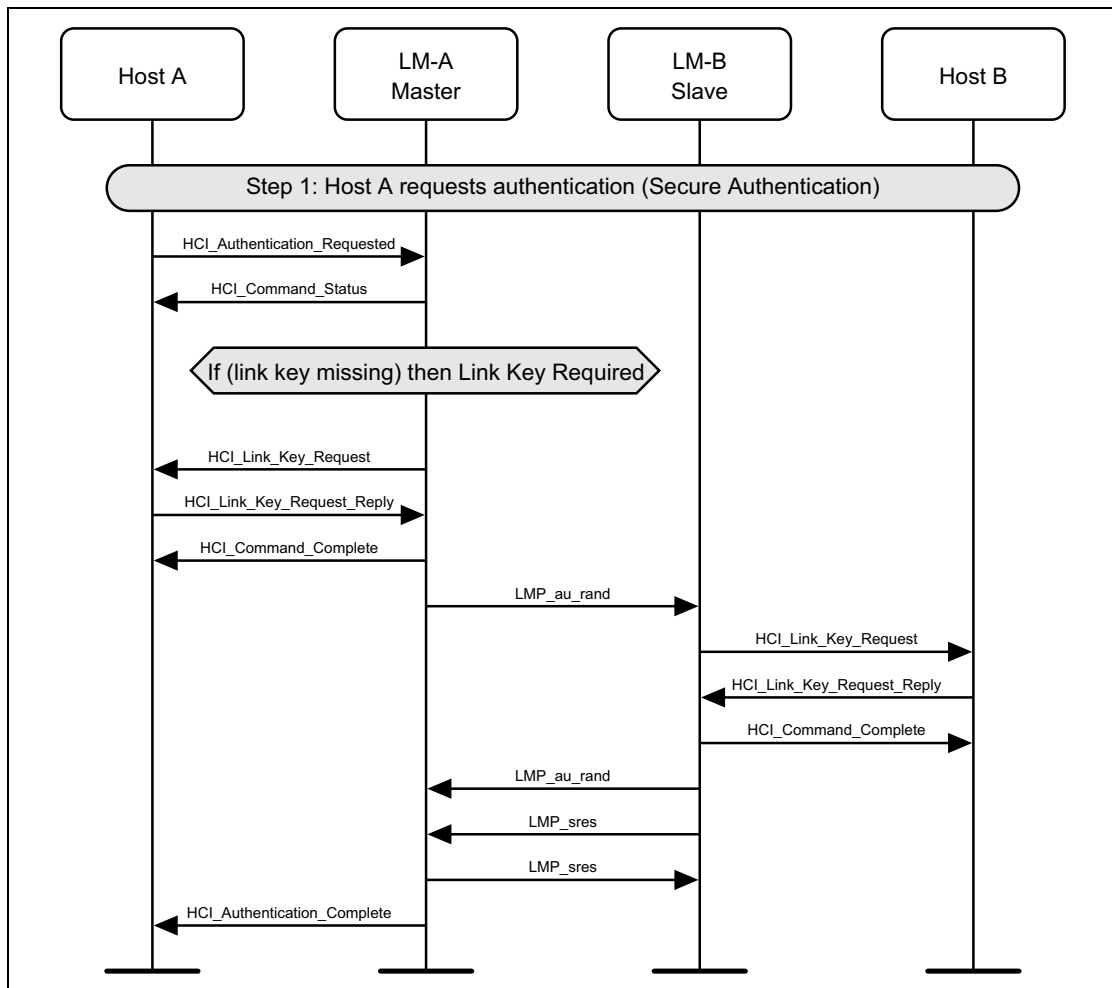 Host A
LM-A
Master
LM-B
Slave
Host B
Step 1: Host A requests authentication (Secure Authentication)
HCI_Authentication_Requested
HCI_Command_Status
If (link key missing) then Link Key Required
HCI_Link_Key_Request
HCI_Link_Key_Request_Reply
HCI_Command_Complete
LMP_au_rand
HCI_Link_Key_Request
HCI_Link_Key_Request_Reply
HCI_Command_Complete
LMP_au_rand
LMP_sres
LMP_sres
HCI_Authentication_Complete